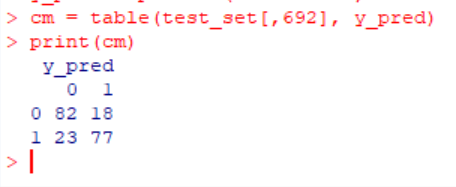 > cm = table(test_set[,692], y_pred)
> print(cm)
   y_pred
     0  1
  0 82 18
  1 23 77
>